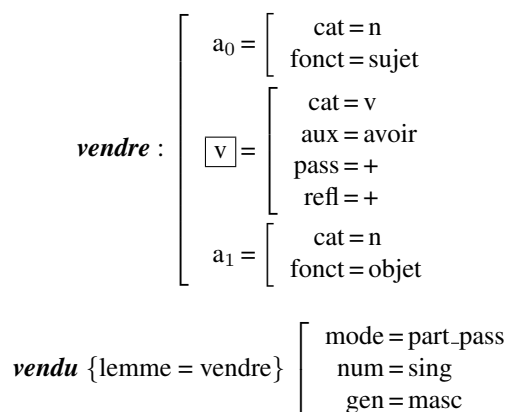 a0 = cat = n
fonct = sujet
vendre : v = cat = v
aux = avoir
pass = +
refl = +
a1 = cat = n
fonct = objet
vendu {lemme = vendre} mode = part_pass
num = sing
gen = masc